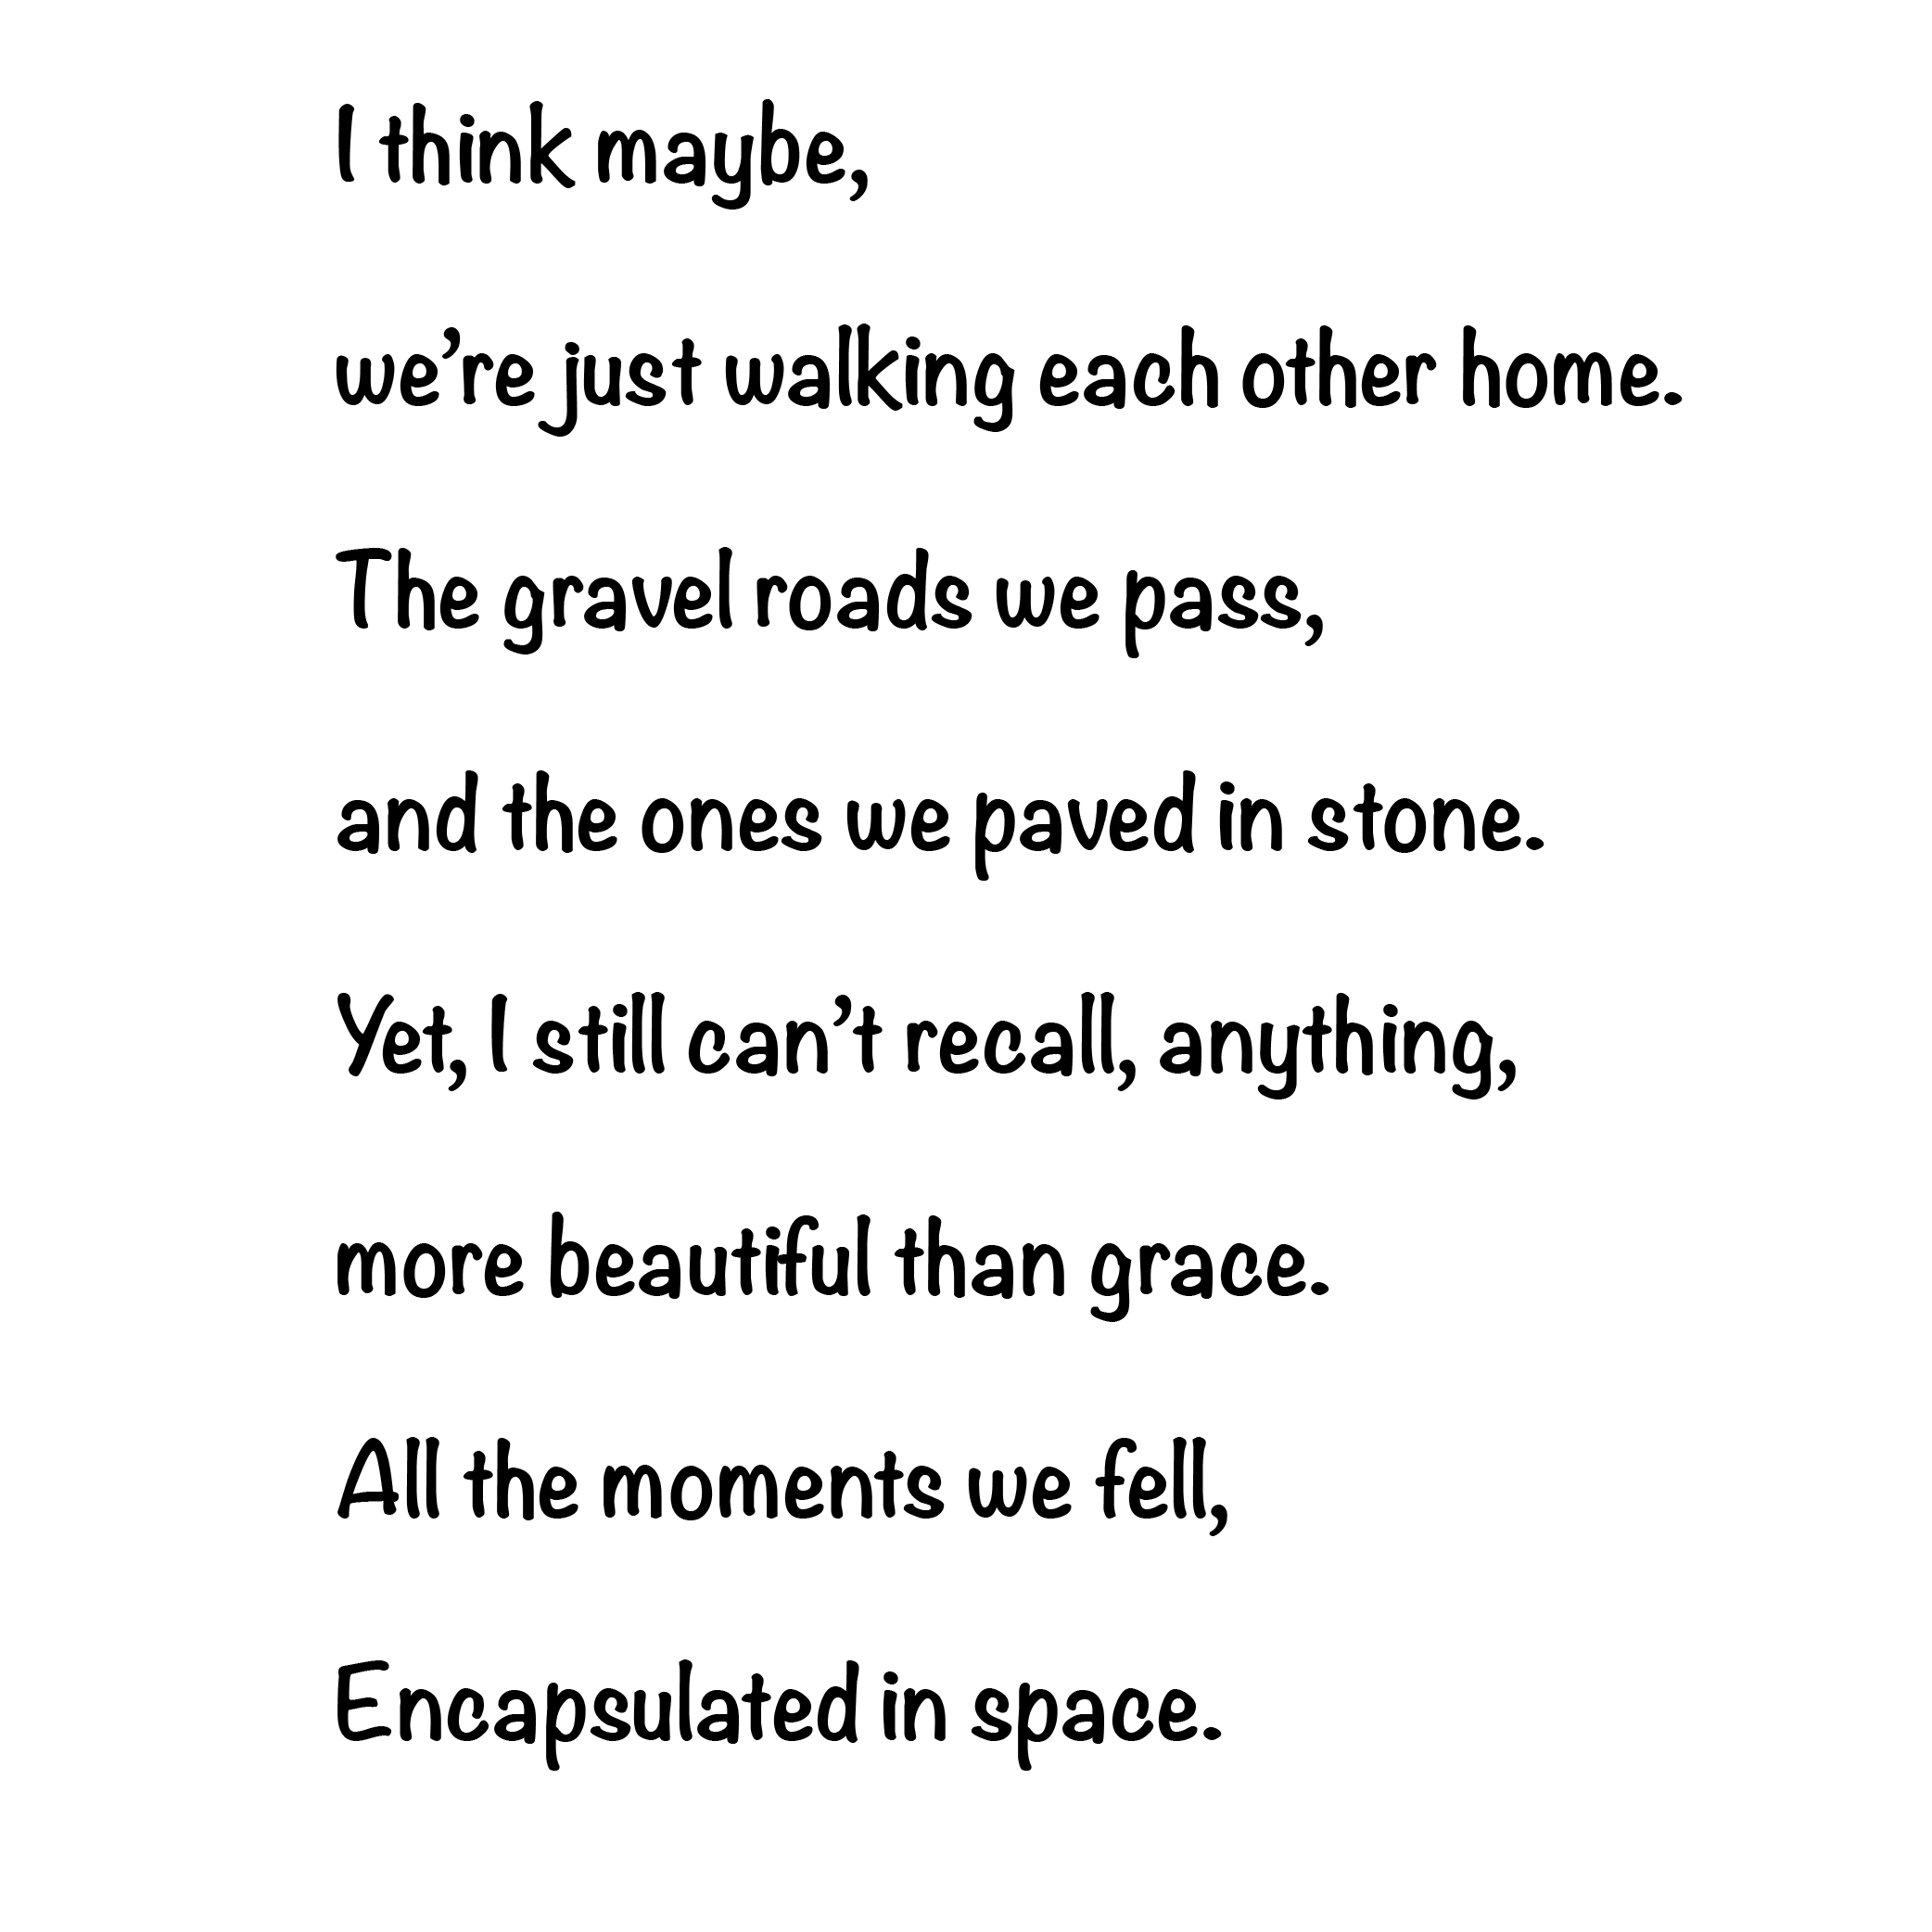 I think maybe,
we’re just walking each other home.
The gravel roads we pass,
and the ones we paved in stone.
Yet, I still can’t recall, anything,
more beautiful than grace.
All the moments we fell,
Encapsulated in space.